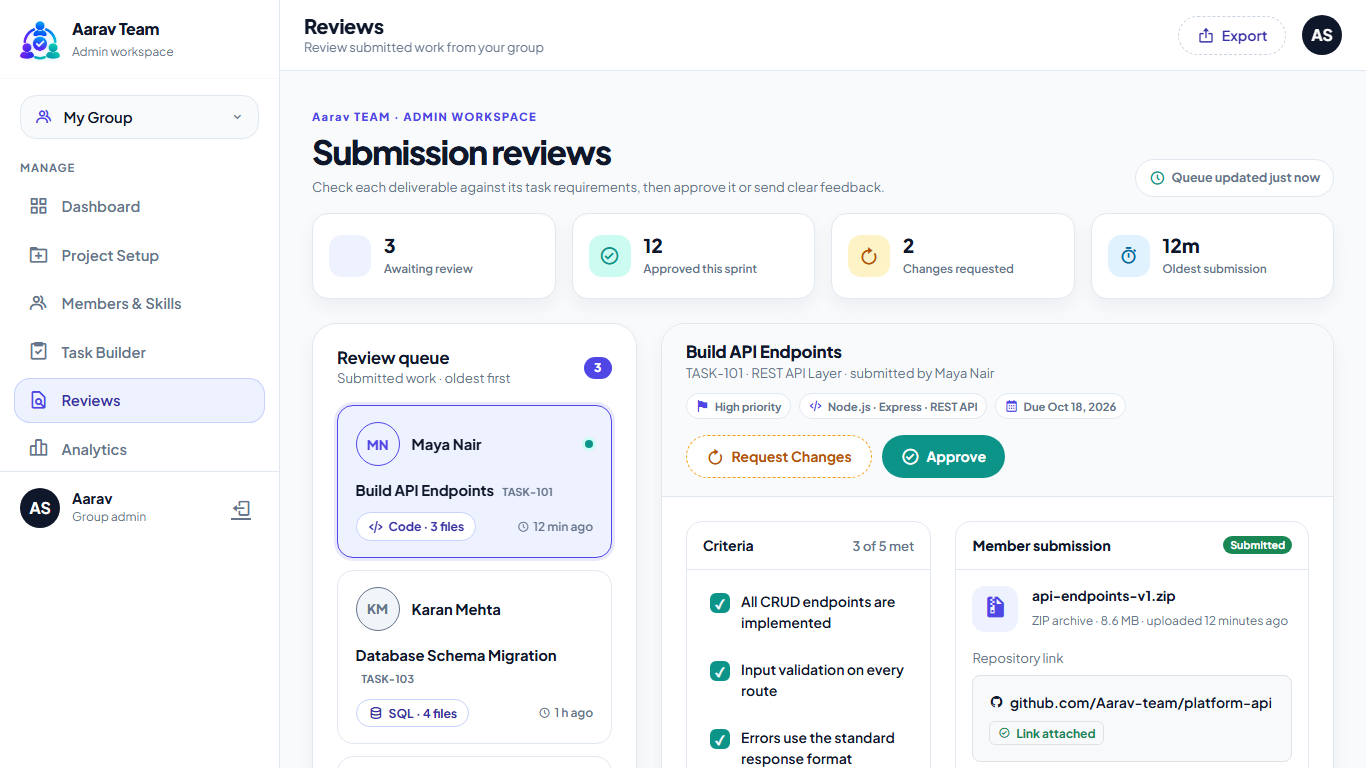 Aarav Team
Admin workspace
My Group
MANAGE
Dashboard
Project Setup
Members & Skills
Task Builder
Reviews
Analytics
AS
Aarav
Group admin
Reviews
Review submitted work from your group
Export
AS
Aarav TEAM · ADMIN WORKSPACE
Submission reviews
Check each deliverable against its task requirements, then approve it or send clear feedback.
Queue updated just now
3
Awaiting review
12
Approved this sprint
2
Changes requested
12m
Oldest submission
Review queue
Submitted work · oldest first
3
MN
Maya Nair
Build API Endpoints TASK-101
Code · 3 files
12 min ago
KM
Karan Mehta
Database Schema Migration
TASK-103
SQL · 4 files
1 h ago
Build API Endpoints
TASK-101 · REST API Layer · submitted by Maya Nair
High priority
Node.js · Express · REST API
Due Oct 18, 2026
Request Changes
Approve
Criteria
3 of 5 met
All CRUD endpoints are
implemented
Input validation on every
route
Errors use the standard
response format
Member submission
Submitted
api-endpoints-v1.zip
ZIP archive · 8.6 MB · uploaded 12 minutes ago
Repository link
github.com/Aarav-team/platform-api
Link attached